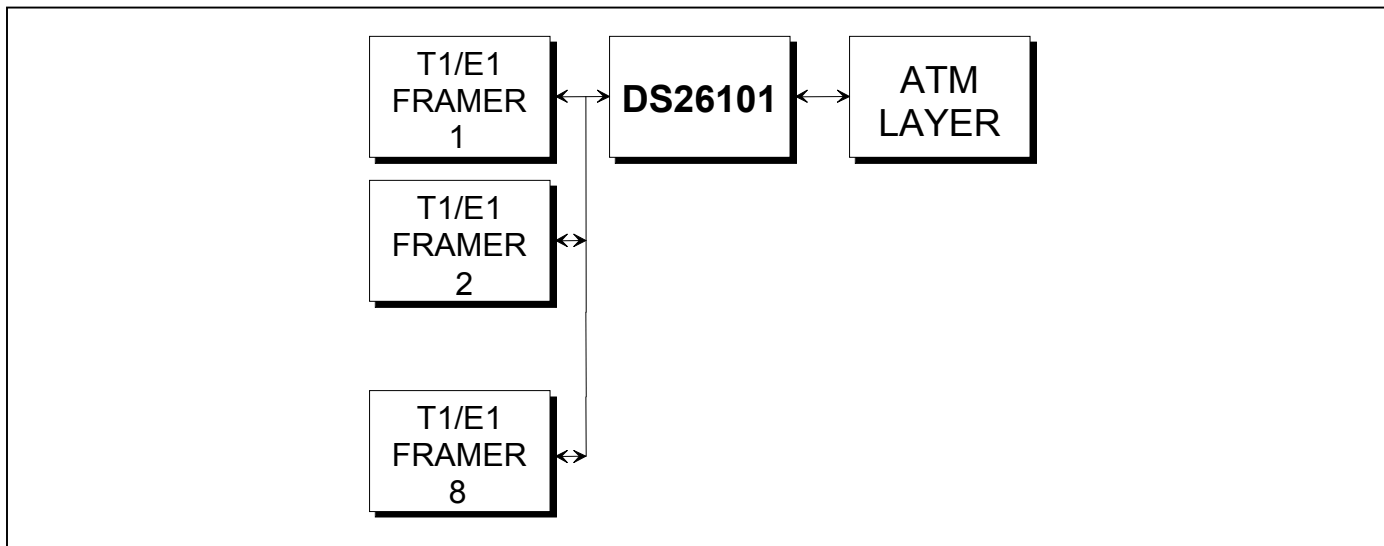 T1/E1
FRAMER
1
DS26101
ATM
LAYER
T1/E1
FRAMER
2
T1/E1
FRAMER
8